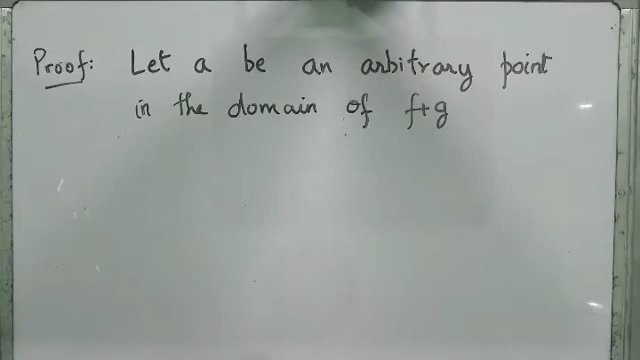 Proof: Let a be an arbitrary point
in the domain of f+g